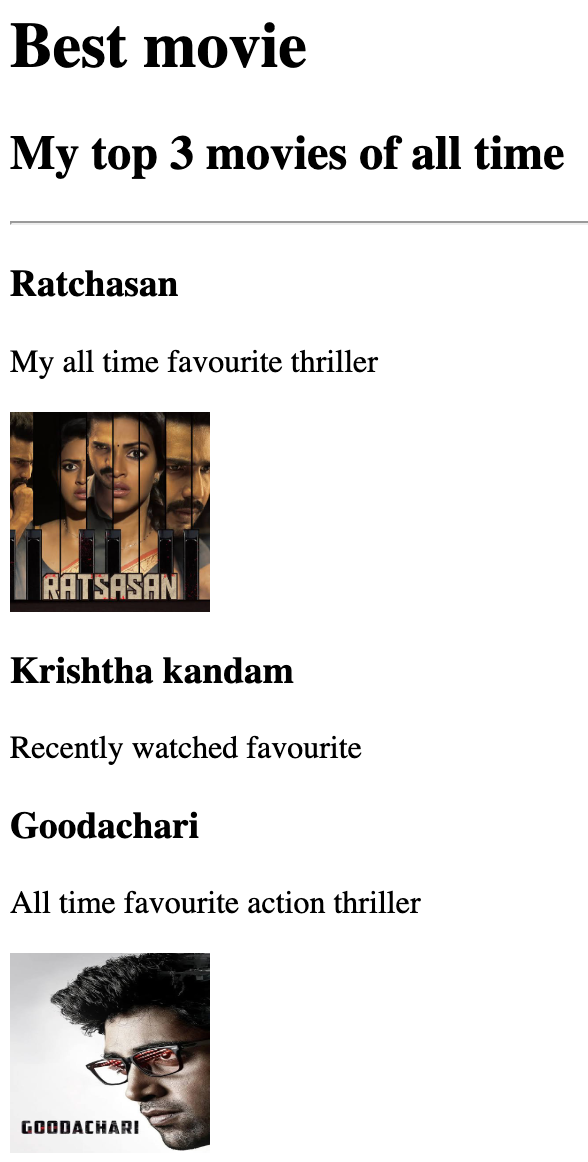 Best movie
My top 3 movies of all time
Ratchasan
My all time favourite thriller
RATSASAN
Krishtha kandam
Recently watched favourite
Goodachari
All time favourite action thriller
GOODACHARI